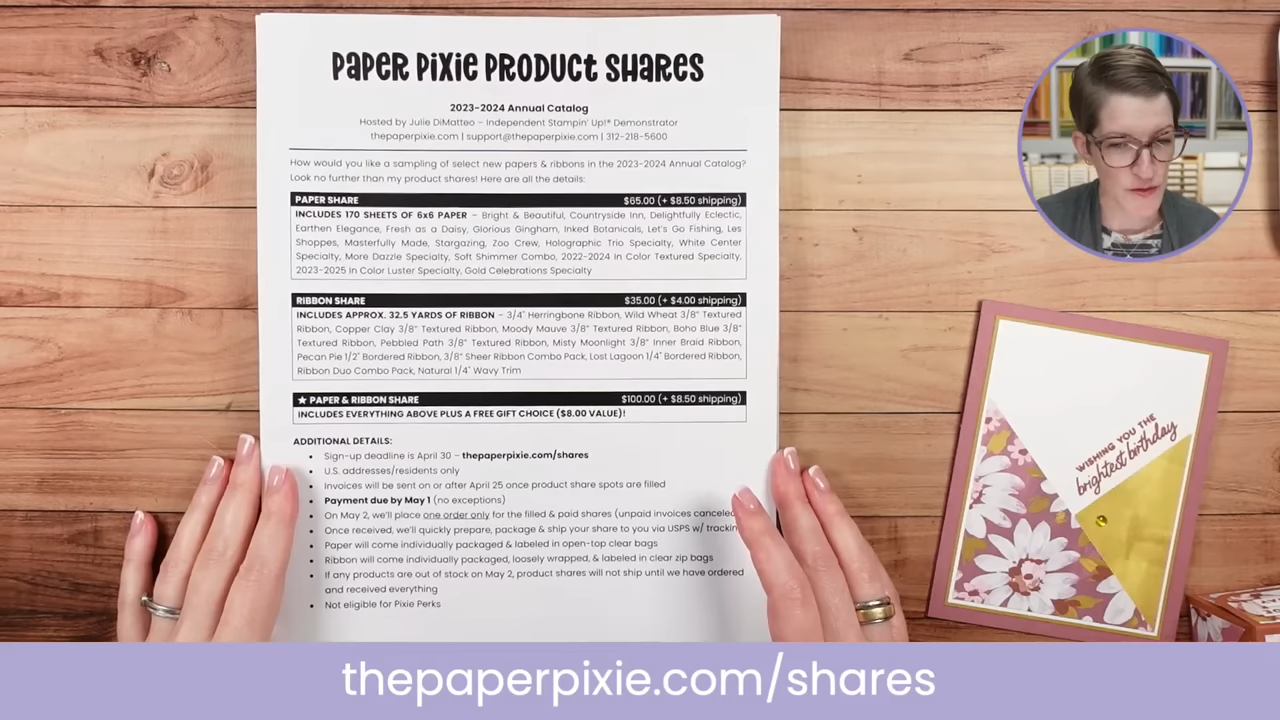 PAPER PIXIE PRODUCT SHARES
2023-2024 Annual Catalog
Hosted by Julie DiMatteo – Independent Stampin' Up!® Demonstrator
thepaperpixie.com | support@thepaperpixie.com | 312-218-5600
How would you like a sampling of select new papers & ribbons in the 2023-2024 Annual Catalog?
Look no further than my product shares! Here are all the details:
PAPER SHARE $65.00 (+ $8.50 shipping)
INCLUDES 170 SHEETS OF 6x6 PAPER – Bright & Beautiful, Countryside Inn, Delightfully Eclectic,
Earthen Elegance, Fresh as a Daisy, Glorious Gingham, Inked Botanicals, Let's Go Fishing, Les
Shoppes, Masterfully Made, Stargazing, Zoo Crew, Holographic Trio Specialty, White Center
Specialty, More Dazzle Specialty, Soft Shimmer Combo, 2022-2024 In Color Textured Specialty,
2023-2025 In Color Luster Specialty, Gold Celebrations Specialty
RIBBON SHARE $35.00 (+ $4.00 shipping)
INCLUDES APPROX. 32.5 YARDS OF RIBBON – 3/4" Herringbone Ribbon, Wild Wheat 3/8" Textured
Ribbon, Copper Clay 3/8" Textured Ribbon, Moody Mauve 3/8" Textured Ribbon, Boho Blue 3/8"
Textured Ribbon, Pebbled Path 3/8" Textured Ribbon, Misty Moonlight 3/8" Inner Braid Ribbon,
Pecan Pie 1/2" Bordered Ribbon, 3/8" Sheer Ribbon Combo Pack, Lost Lagoon 1/4" Bordered Ribbon,
Ribbon Duo Combo Pack, Natural 1/4" Wavy Trim
★ PAPER & RIBBON SHARE $100.00 (+ $8.50 shipping)
INCLUDES EVERYTHING ABOVE PLUS A FREE GIFT CHOICE ($8.00 VALUE)!
ADDITIONAL DETAILS:
• Sign-up deadline is April 30 – thepaperpixie.com/shares
• U.S. addresses/residents only
• Invoices will be sent on or after April 25 once product share spots are filled
• Payment due by May 1 (no exceptions)
• On May 2, we'll place one order only for the filled & paid shares (unpaid invoices
• Once received, we'll quickly prepare, package & ship your share to you via USPS w/
• Paper will come individually packaged & labeled in open-top clear bags
• Ribbon will come individually packaged, loosely wrapped, & labeled in clear zip bags
• If any products are out of stock on May 2, product shares will not ship until we have ordered
and received everything
• Not eligible for Pixie Perks
WISHING YOU THE
brightest birthday
thepaperpixie.com/shares